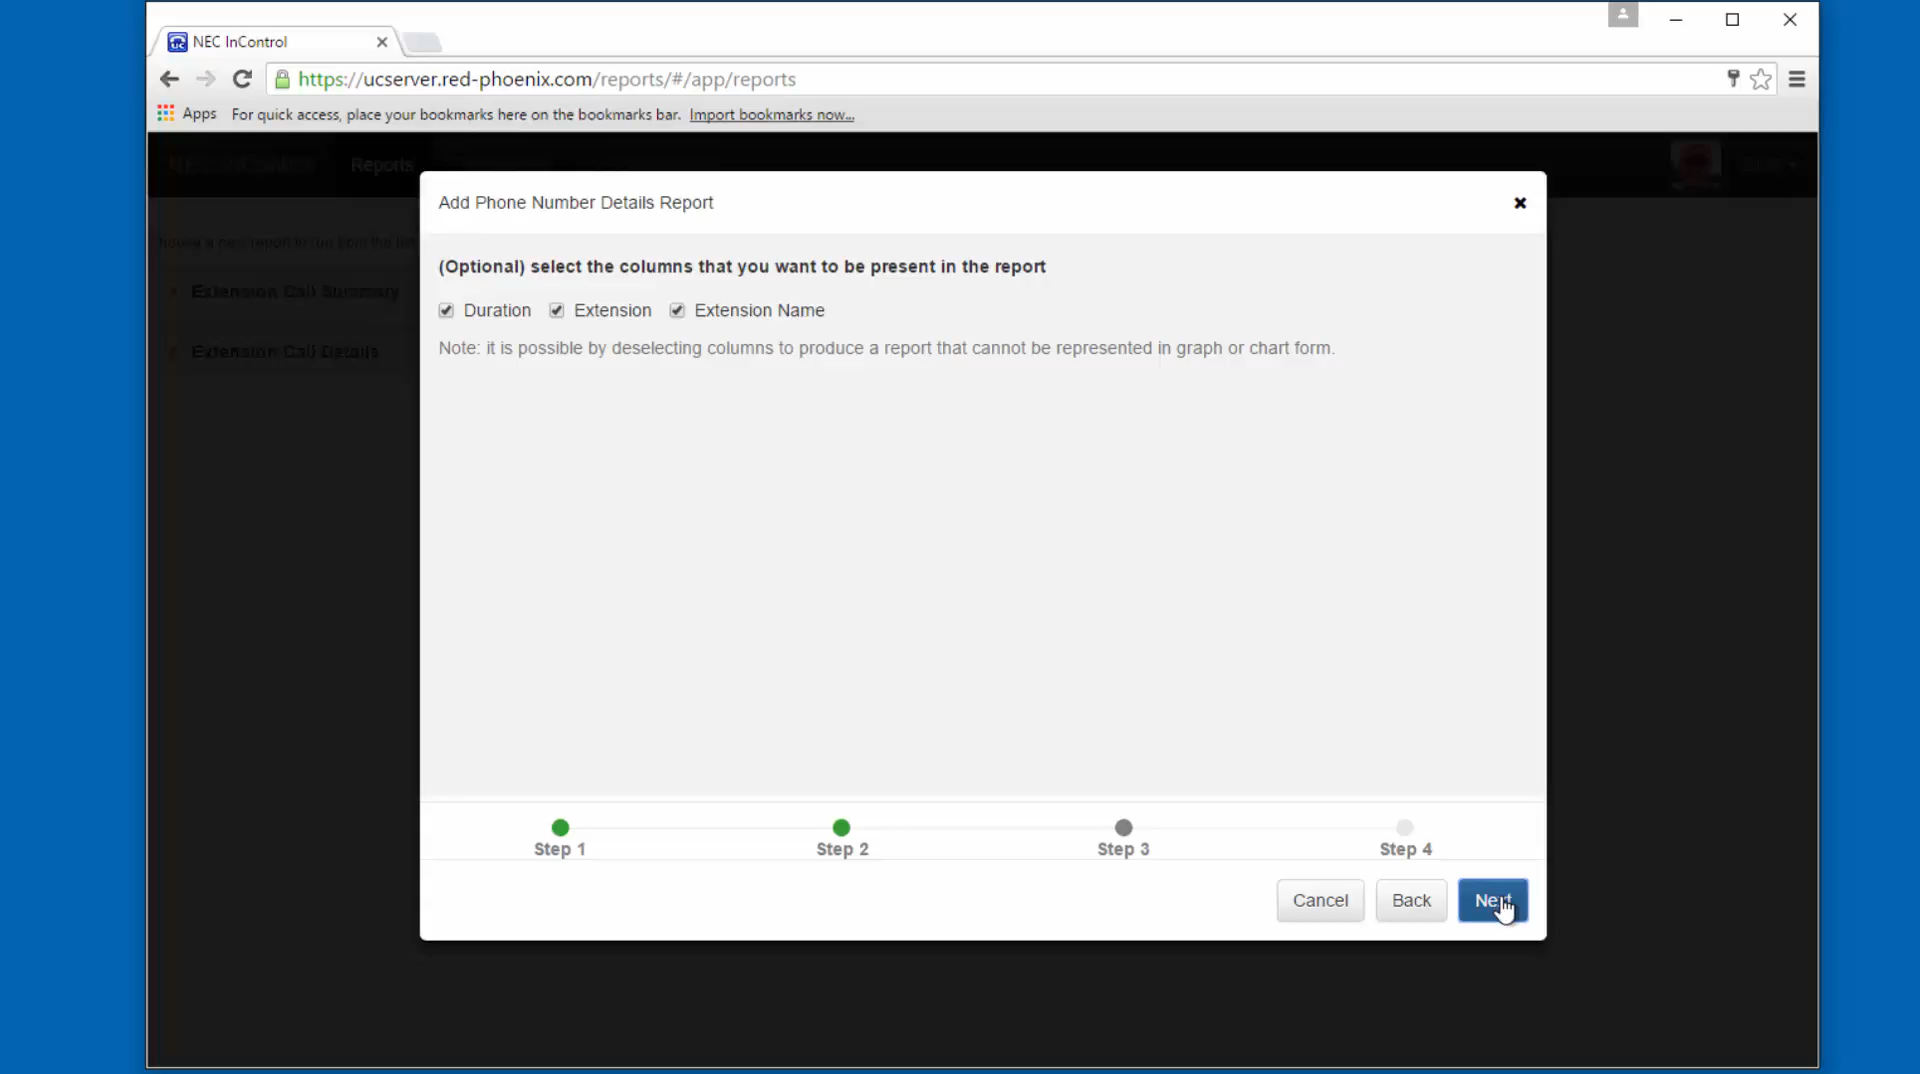 NEC InControl
https://ucserver.red-phoenix.com/reports/#/app/reports
Apps For quick access, place your bookmarks here on the bookmarks bar. Import bookmarks now...
NEC InControl Reports
Add Phone Number Details Report
(Optional) select the columns that you want to be present in the report
Extension Call Summary
Duration Extension Extension Name
Note: it is possible by deselecting columns to produce a report that cannot be represented in graph or chart form.
Extension Call Details
Step 1 Step 2 Step 3 Step 4
Cancel Back Next